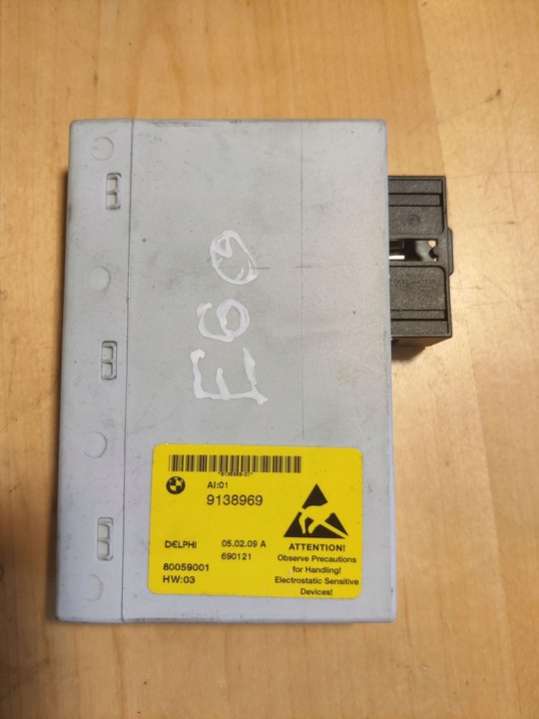 E60
AI:01
9138969
DELPHI 05.02.09 A
690121
80059001
HW:03
ATTENTION!
Observe Precautions
for Handling!
Electrostatic Sensitive
Devices!